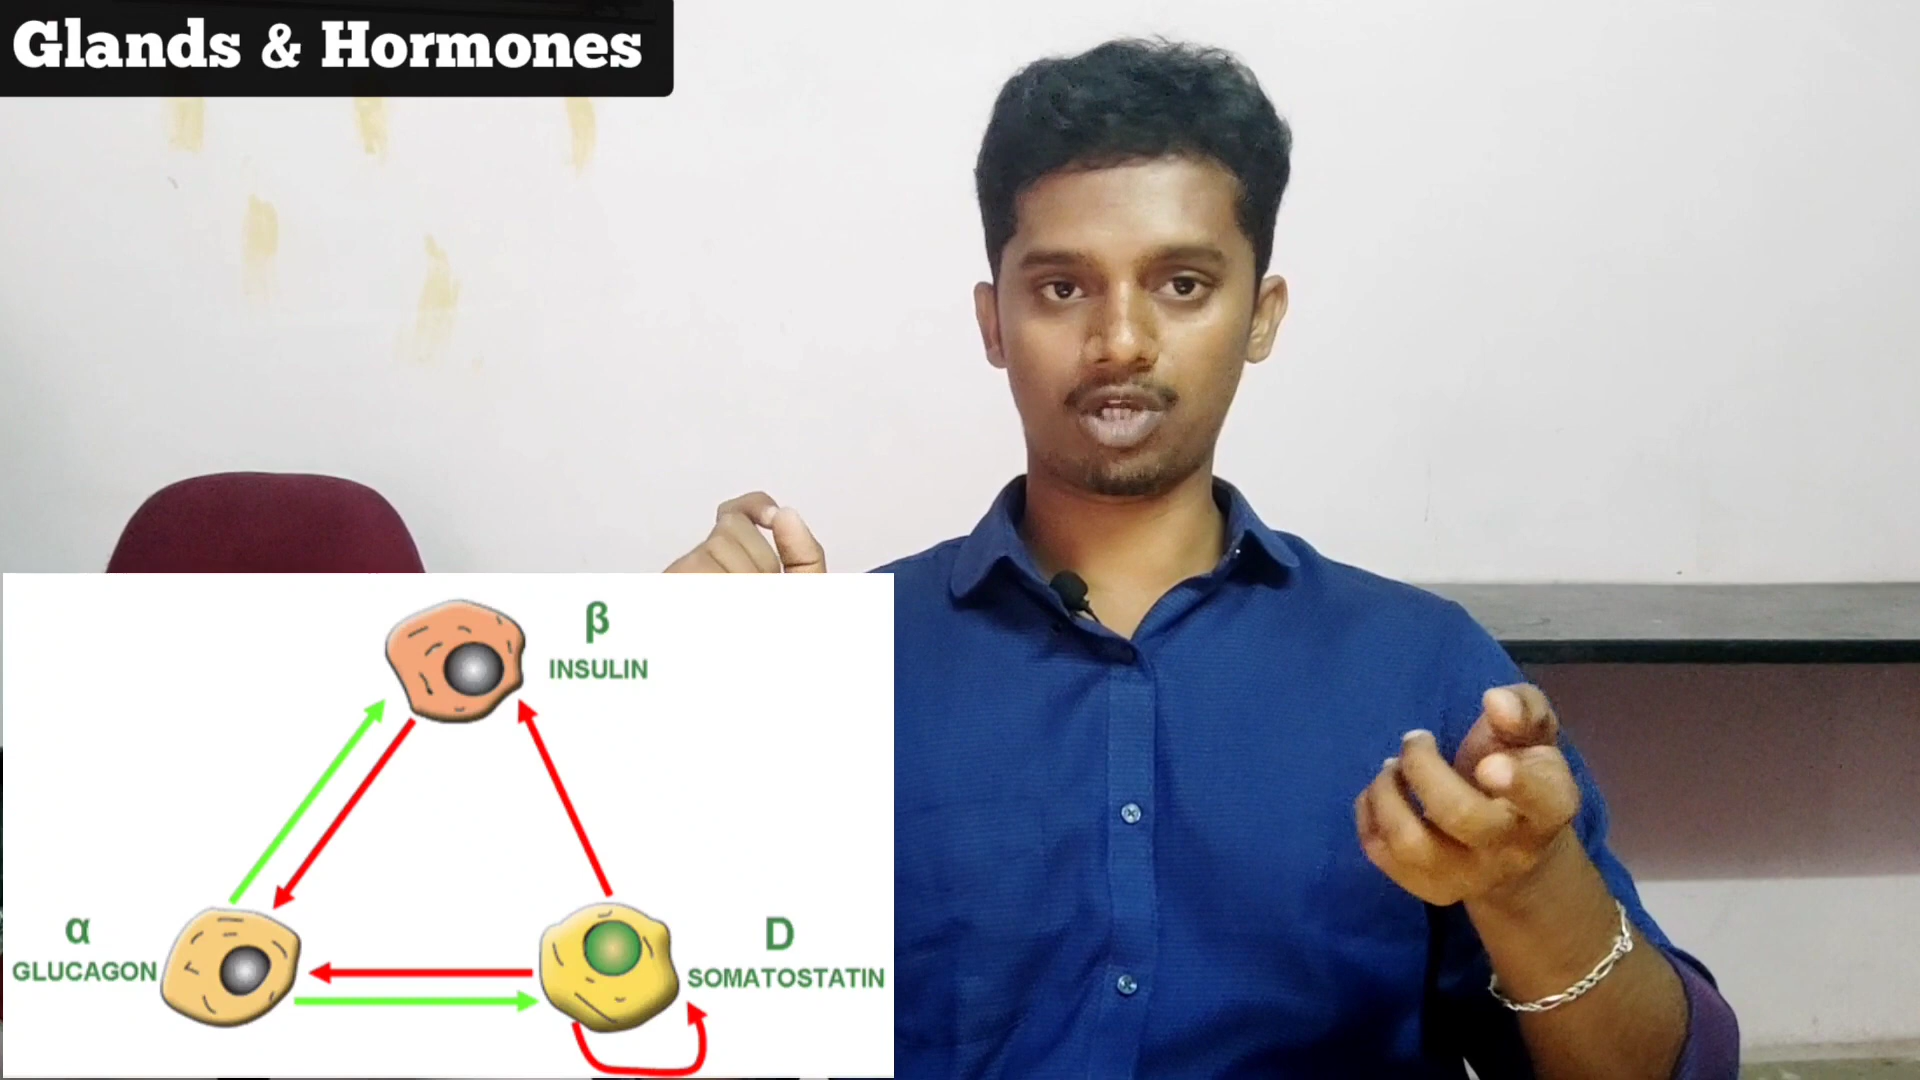 Glands & Hormones
β
INSULIN
α
GLUCAGON
D
SOMATOSTATIN